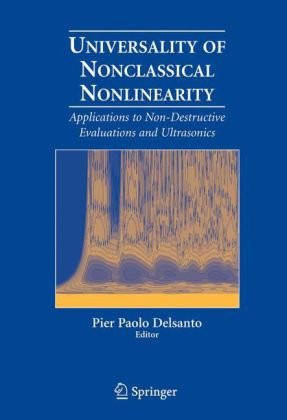 UNIVERSALITY OF
NONCLASSICAL
NONLINEARITY
Applications to Non-Destructive
Evaluations and Ultrasonics
Pier Paolo Delsanto
Editor
Springer